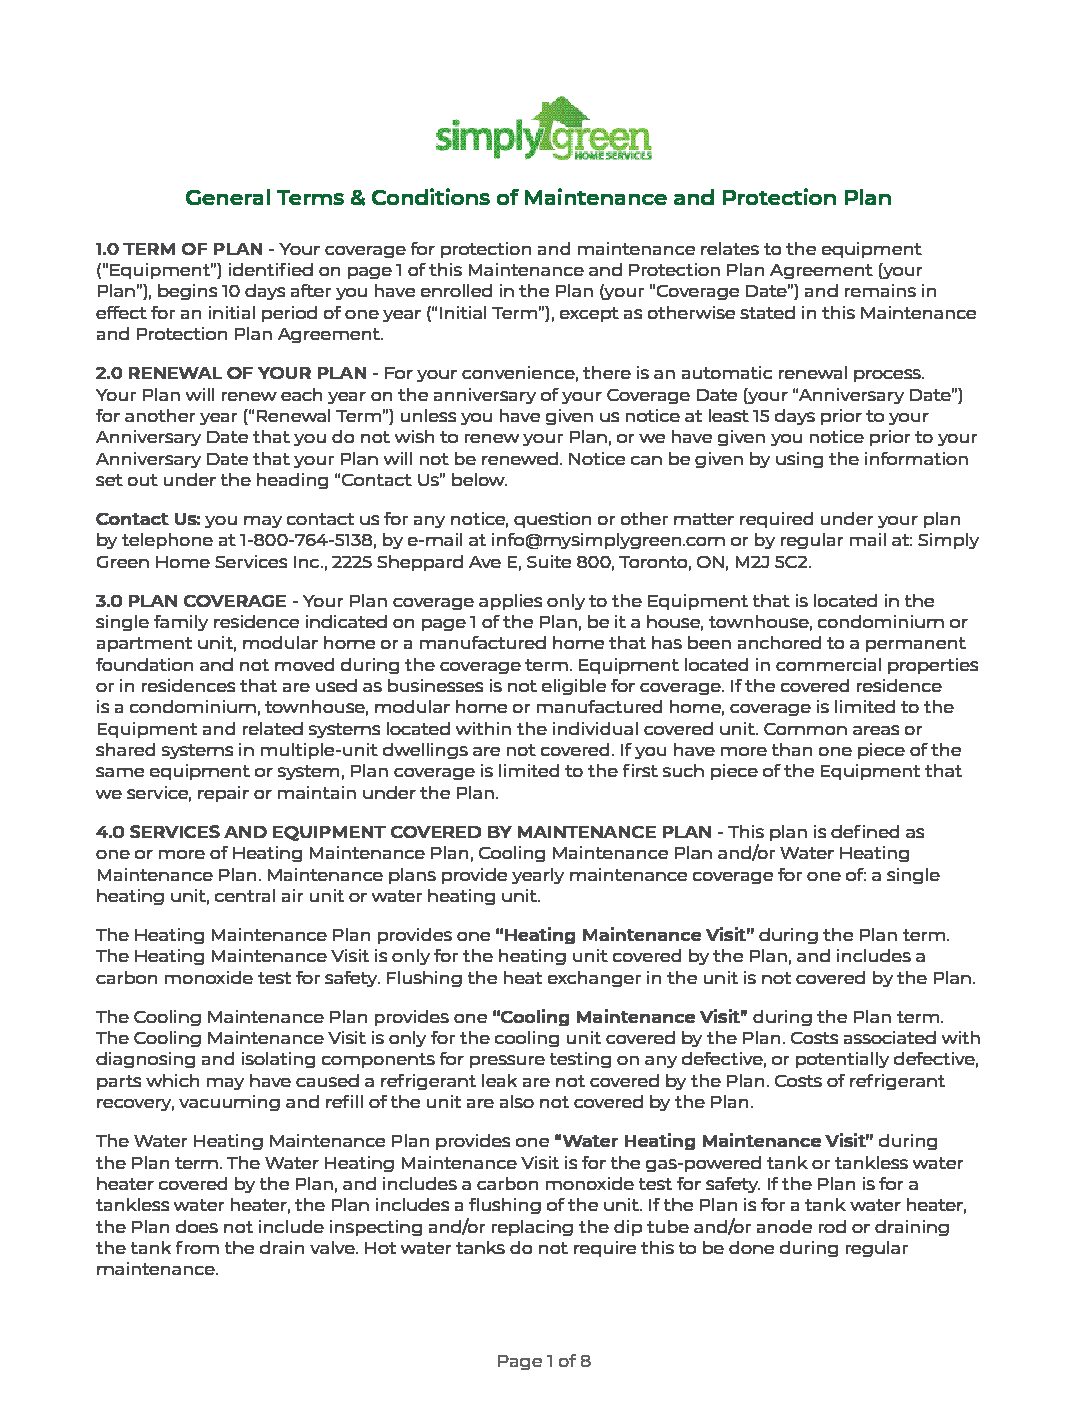 simply green
HOME SERVICES
General Terms & Conditions of Maintenance and Protection Plan
1.0 TERM OF PLAN - Your coverage for protection and maintenance relates to the equipment
("Equipment") identified on page 1 of this Maintenance and Protection Plan Agreement (your
Plan"), begins 10 days after you have enrolled in the Plan (your "Coverage Date") and remains in
effect for an initial period of one year ("Initial Term"), except as otherwise stated in this Maintenance
and Protection Plan Agreement.
2.0 RENEWAL OF YOUR PLAN - For your convenience, there is an automatic renewal process.
Your Plan will renew each year on the anniversary of your Coverage Date (your “Anniversary Date”)
for another year (“Renewal Term”) unless you have given us notice at least 15 days prior to your
Anniversary Date that you do not wish to renew your Plan, or we have given you notice prior to your
Anniversary Date that your Plan will not be renewed. Notice can be given by using the information
set out under the heading “Contact Us” below.
Contact Us: you may contact us for any notice, question or other matter required under your plan
by telephone at 1-800-764-5138, by e-mail at info@mysimplygreen.com or by regular mail at: Simply
Green Home Services Inc., 2225 Sheppard Ave E, Suite 800, Toronto, ON, M2J 5C2.
3.0 PLAN COVERAGE - Your Plan coverage applies only to the Equipment that is located in the
single family residence indicated on page 1 of the Plan, be it a house, townhouse, condominium or
apartment unit, modular home or a manufactured home that has been anchored to a permanent
foundation and not moved during the coverage term. Equipment located in commercial properties
or in residences that are used as businesses is not eligible for coverage. If the covered residence
is a condominium, townhouse, modular home or manufactured home, coverage is limited to the
Equipment and related systems located within the individual covered unit. Common areas or
shared systems in multiple-unit dwellings are not covered. If you have more than one piece of the
same equipment or system, Plan coverage is limited to the first such piece of the Equipment that
we service, repair or maintain under the Plan.
4.0 SERVICES AND EQUIPMENT COVERED BY MAINTENANCE PLAN - This plan is defined as
one or more of Heating Maintenance Plan, Cooling Maintenance Plan and/or Water Heating
Maintenance Plan. Maintenance plans provide yearly maintenance coverage for one of: a single
heating unit, central air unit or water heating unit.
The Heating Maintenance Plan provides one “Heating Maintenance Visit” during the Plan term.
The Heating Maintenance Visit is only for the heating unit covered by the Plan, and includes a
carbon monoxide test for safety. Flushing the heat exchanger in the unit is not covered by the Plan.
The Cooling Maintenance Plan provides one “Cooling Maintenance Visit” during the Plan term.
The Cooling Maintenance Visit is only for the cooling unit covered by the Plan. Costs associated with
diagnosing and isolating components for pressure testing on any defective, or potentially defective,
parts which may have caused a refrigerant leak are not covered by the Plan. Costs of refrigerant
recovery, vacuuming and refill of the unit are also not covered by the Plan.
The Water Heating Maintenance Plan provides one “Water Heating Maintenance Visit” during
the Plan term. The Water Heating Maintenance Visit is for the gas-powered tank or tankless water
heater covered by the Plan, and includes a carbon monoxide test for safety. If the Plan is for a
tankless water heater, the Plan includes a flushing of the unit. If the Plan is for a tank water heater,
the Plan does not include inspecting and/or replacing the dip tube and/or anode rod or draining
the tank from the drain valve. Hot water tanks do not require this to be done during regular
maintenance.
Page 1 of 8